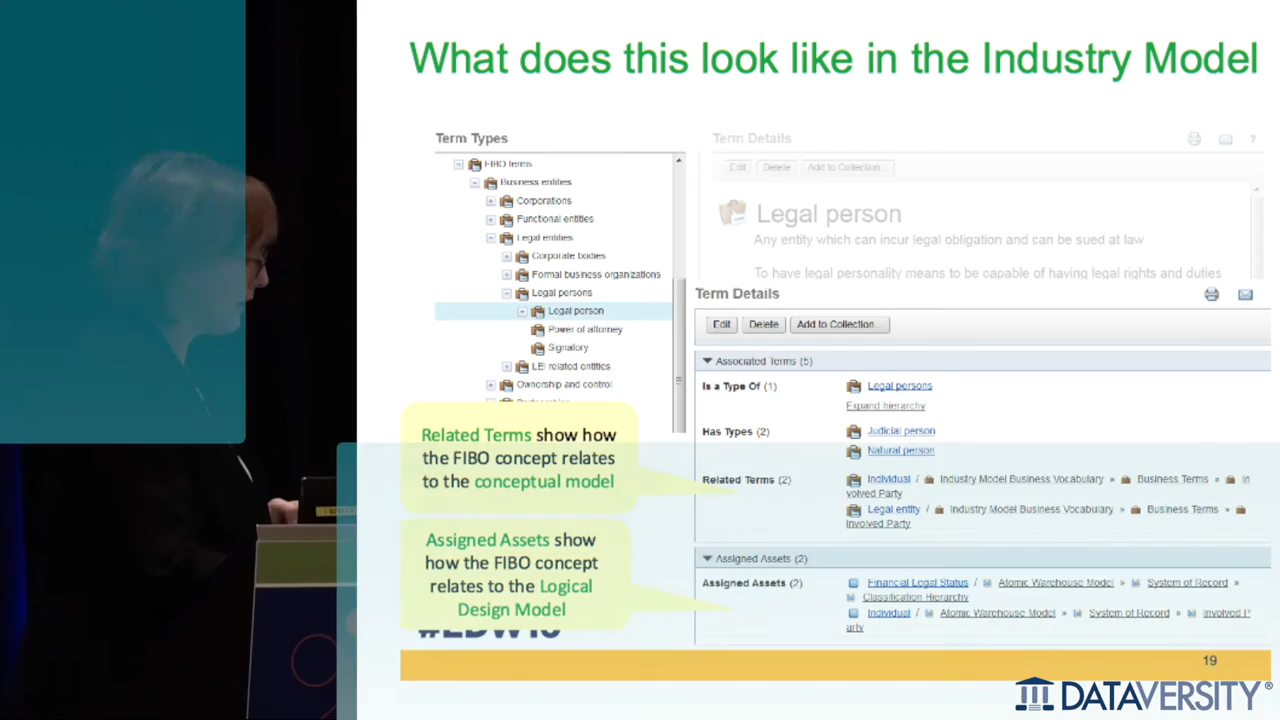 What does this look like in the Industry Model
Term Types
FIBO terms
Business entities
Corporations
Functional entities
Legal entities
Corporate bodies
Formal business organizations
Legal persons
Legal person
Power of attorney
Signatory
LEI related entities
Ownership and control
Term Details
Edit Delete Add to Collection...
Legal person
Any entity which can incur legal obligation and can be sued at law
To have legal personality means to be capable of having legal rights and duties
Term Details
Edit Delete Add to Collection...
Associated Terms (5)
Is a Type Of (1) Legal persons
Expand hierarchy
Has Types (2) Judicial person
Natural person
Related Terms (2) Individual / Industry Model Business Vocabulary » Business Terms » In
volved Party
Legal entity / Industry Model Business Vocabulary » Business Terms »
Involved Party
Assigned Assets (2)
Assigned Assets (2) Financial Legal Status / Atomic Warehouse Model » System of Record »
Classification Hierarchy
Individual / Atomic Warehouse Model » System of Record » Involved P
arty
Related Terms show how
the FIBO concept relates
to the conceptual model
Assigned Assets show
how the FIBO concept
relates to the Logical
Design Model
19
DATAVERSITY®